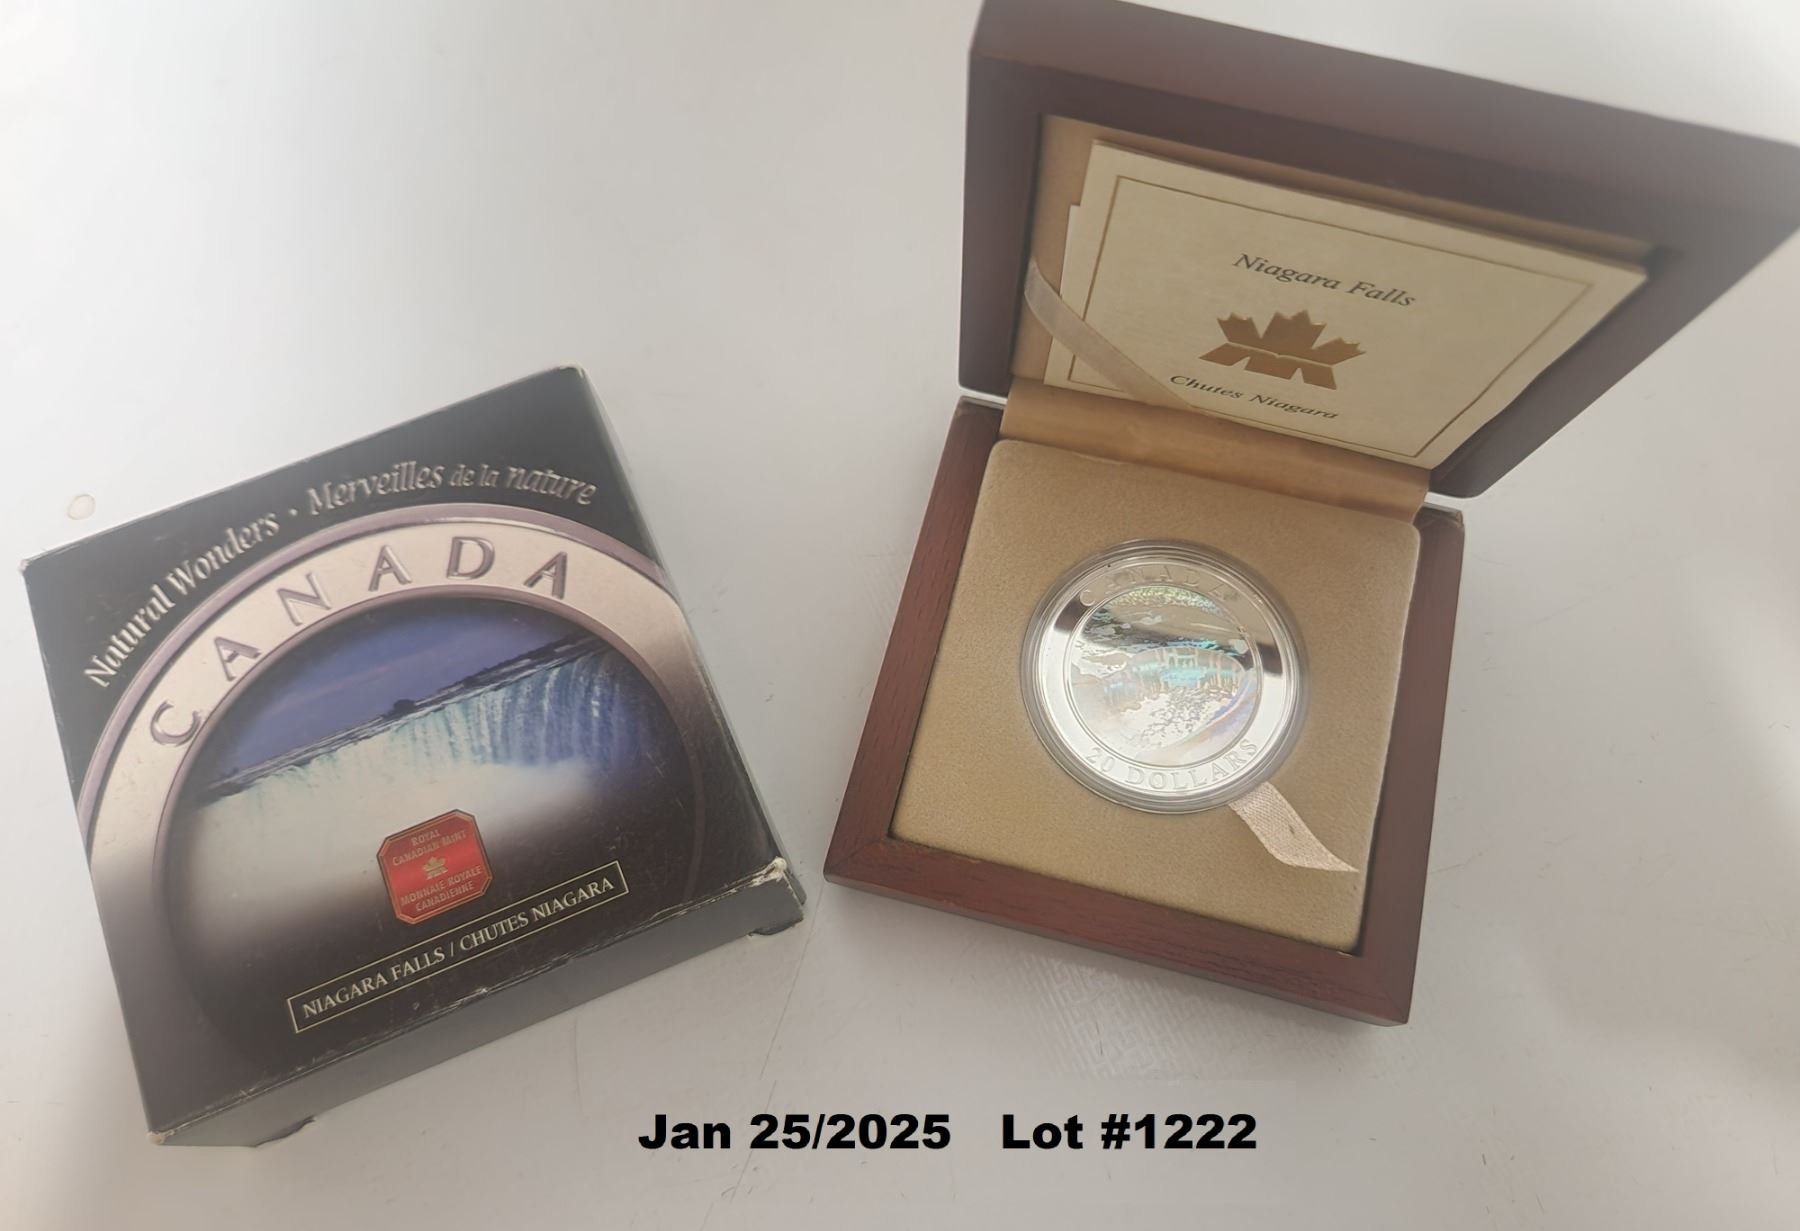 Natural Wonders · Merveilles de la nature
CANADA
ROYAL
CANADIAN MINT
MONNAIE ROYALE
CANADIENNE
NIAGARA FALLS / CHUTES NIAGARA
Niagara Falls
Chutes Niagara
CANADA
20 DOLLARS
Jan 25/2025 Lot #1222